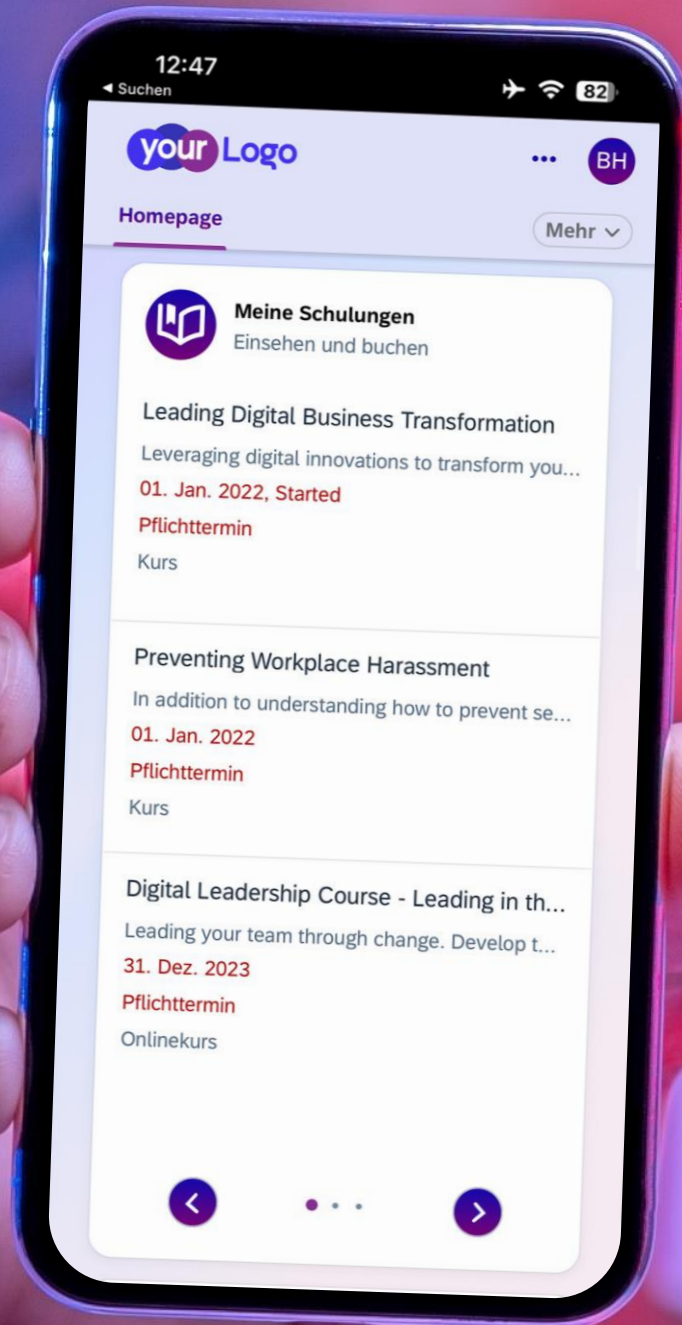 12:47
◀ Suchen
82
your Logo
••• BH
Homepage
Mehr
Meine Schulungen
Einsehen und buchen
Leading Digital Business Transformation
Leveraging digital innovations to transform you...
01. Jan. 2022, Started
Pflichttermin
Kurs
Preventing Workplace Harassment
In addition to understanding how to prevent se...
01. Jan. 2022
Pflichttermin
Kurs
Digital Leadership Course - Leading in th...
Leading your team through change. Develop t...
31. Dez. 2023
Pflichttermin
Onlinekurs